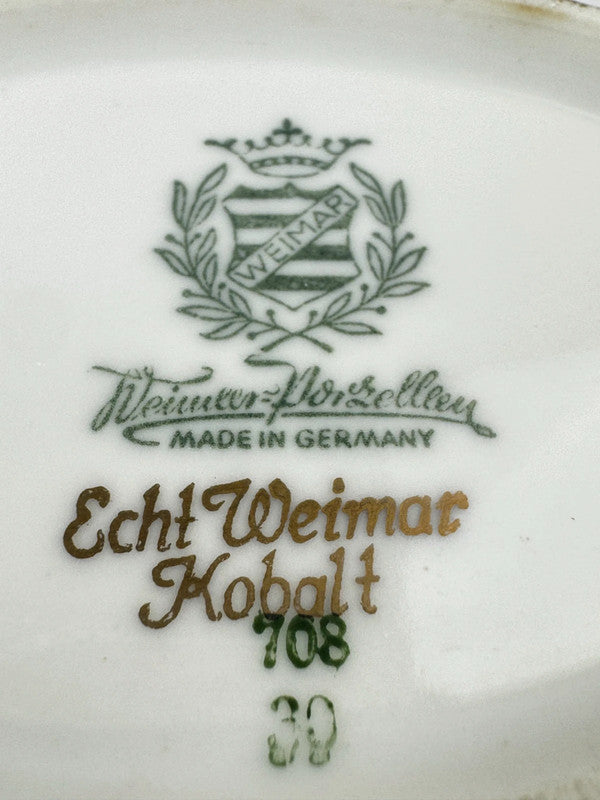 WEIMAR
Weimar-Porzellan
MADE IN GERMANY
Echt Weimar
Kobalt
708
30